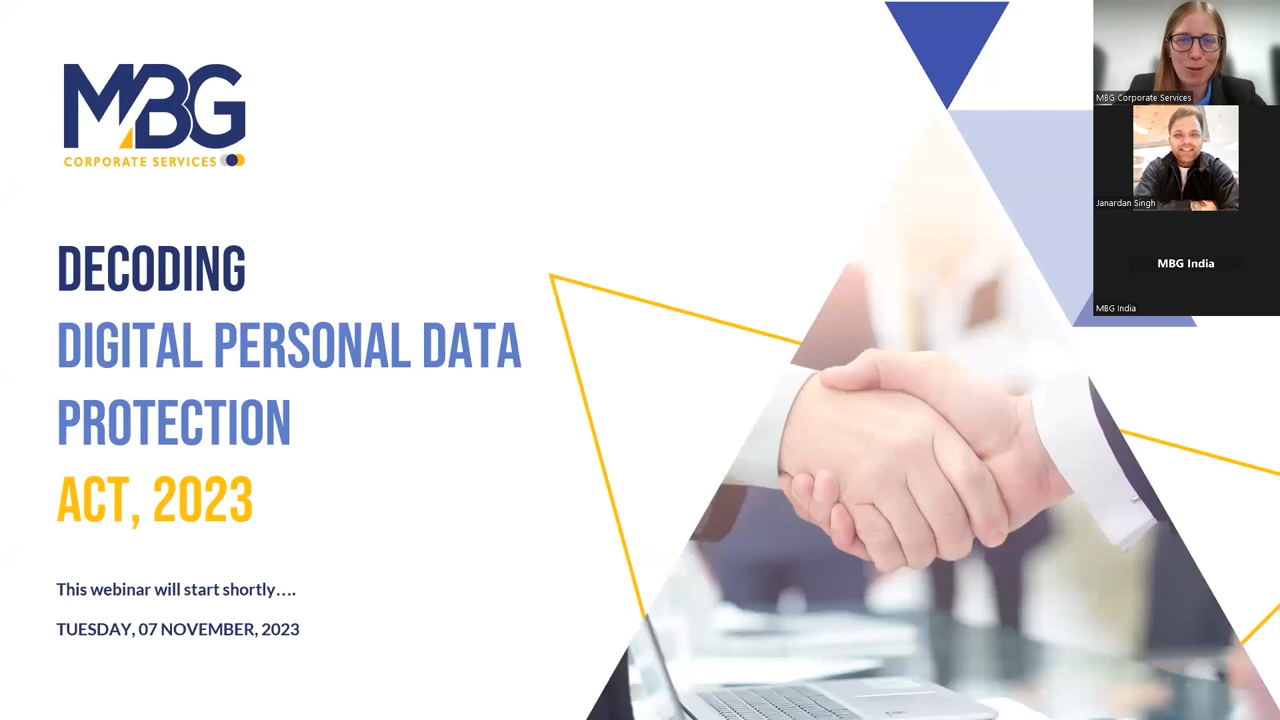 MBG
CORPORATE SERVICES
DECODING
DIGITAL PERSONAL DATA
PROTECTION
ACT, 2023
This webinar will start shortly....
TUESDAY, 07 NOVEMBER, 2023
MBG Corporate Services
Janardan Singh
MBG India
MBG India